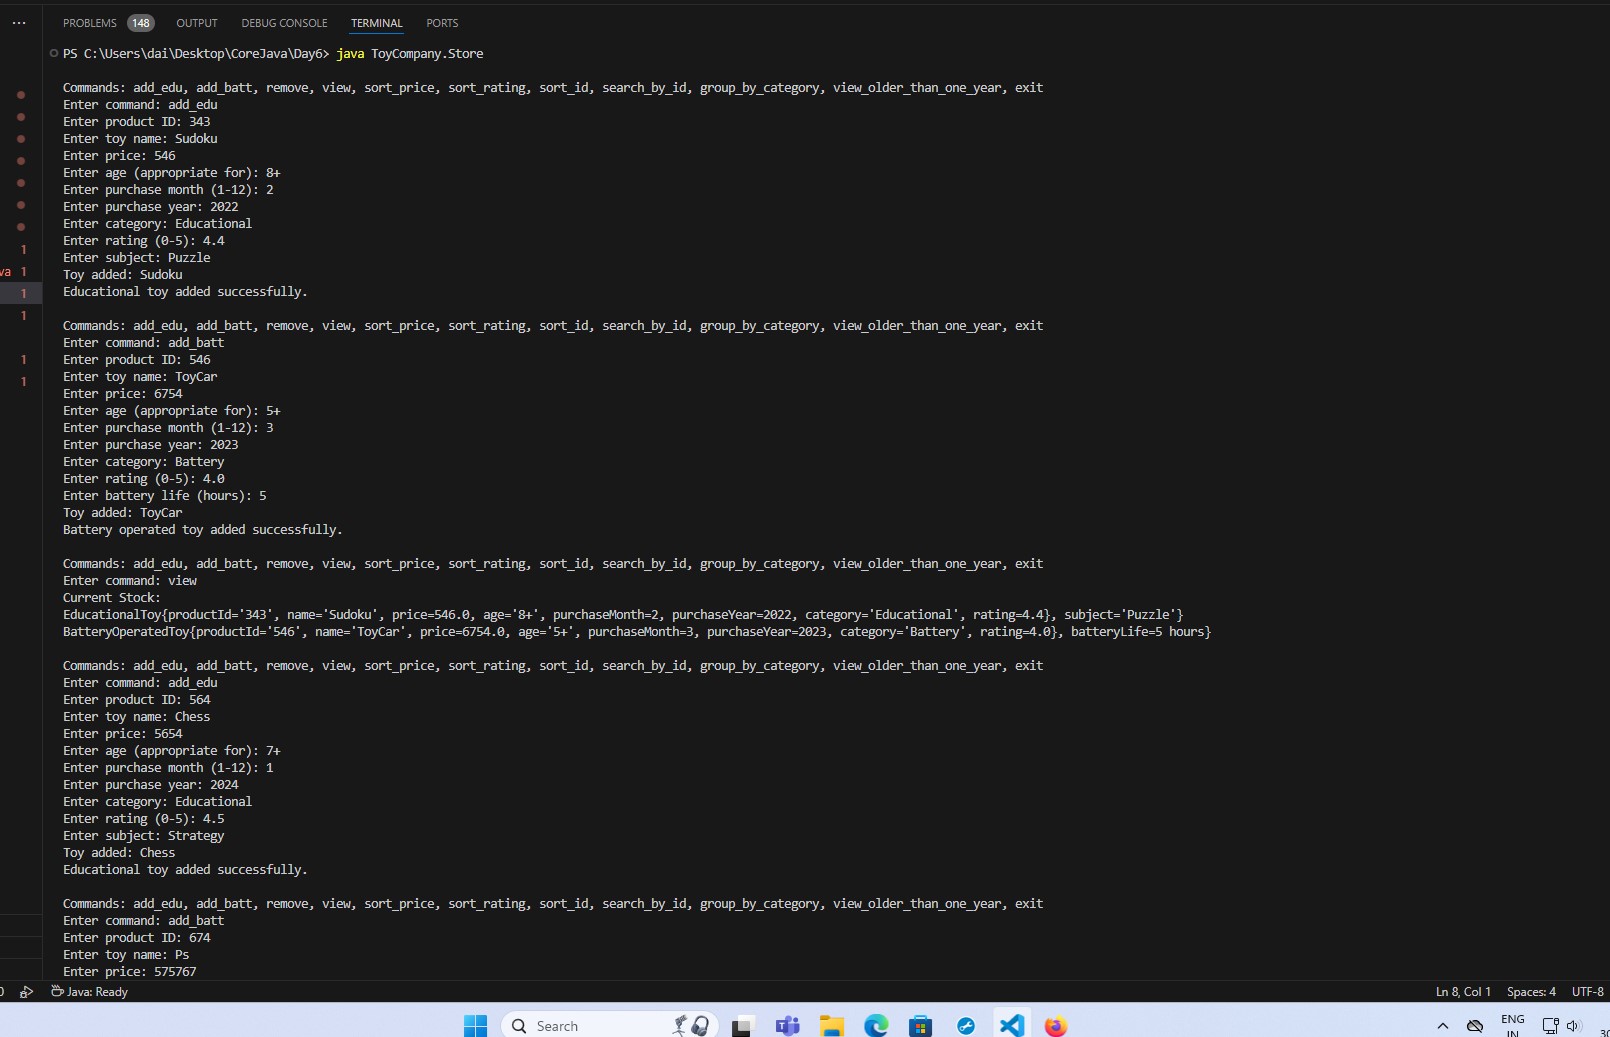 PROBLEMS 148 OUTPUT DEBUG CONSOLE TERMINAL PORTS
PS C:\Users\dai\Desktop\CoreJava\Day6> java ToyCompany.Store
Commands: add_edu, add_batt, remove, view, sort_price, sort_rating, sort_id, search_by_id, group_by_category, view_older_than_one_year, exit
Enter command: add_edu
Enter product ID: 343
Enter toy name: Sudoku
Enter price: 546
Enter age (appropriate for): 8+
Enter purchase month (1-12): 2
Enter purchase year: 2022
Enter category: Educational
Enter rating (0-5): 4.4
Enter subject: Puzzle
Toy added: Sudoku
Educational toy added successfully.
Commands: add_edu, add_batt, remove, view, sort_price, sort_rating, sort_id, search_by_id, group_by_category, view_older_than_one_year, exit
Enter command: add_batt
Enter product ID: 546
Enter toy name: ToyCar
Enter price: 6754
Enter age (appropriate for): 5+
Enter purchase month (1-12): 3
Enter purchase year: 2023
Enter category: Battery
Enter rating (0-5): 4.0
Enter battery life (hours): 5
Toy added: ToyCar
Battery operated toy added successfully.
Commands: add_edu, add_batt, remove, view, sort_price, sort_rating, sort_id, search_by_id, group_by_category, view_older_than_one_year, exit
Enter command: view
Current Stock:
EducationalToy{productId='343', name='Sudoku', price=546.0, age='8+', purchaseMonth=2, purchaseYear=2022, category='Educational', rating=4.4}, subject='Puzzle'}
BatteryOperatedToy{productId='546', name='ToyCar', price=6754.0, age='5+', purchaseMonth=3, purchaseYear=2023, category='Battery', rating=4.0}, batteryLife=5 hours}
Commands: add_edu, add_batt, remove, view, sort_price, sort_rating, sort_id, search_by_id, group_by_category, view_older_than_one_year, exit
Enter command: add_edu
Enter product ID: 564
Enter toy name: Chess
Enter price: 5654
Enter age (appropriate for): 7+
Enter purchase month (1-12): 1
Enter purchase year: 2024
Enter category: Educational
Enter rating (0-5): 4.5
Enter subject: Strategy
Toy added: Chess
Educational toy added successfully.
Commands: add_edu, add_batt, remove, view, sort_price, sort_rating, sort_id, search_by_id, group_by_category, view_older_than_one_year, exit
Enter command: add_batt
Enter product ID: 674
Enter toy name: Ps
Enter price: 575767
1
va 1
1
1
1
1
0 Java: Ready Ln 8, Col 1 Spaces: 4 UTF-8
Search ENG
IN